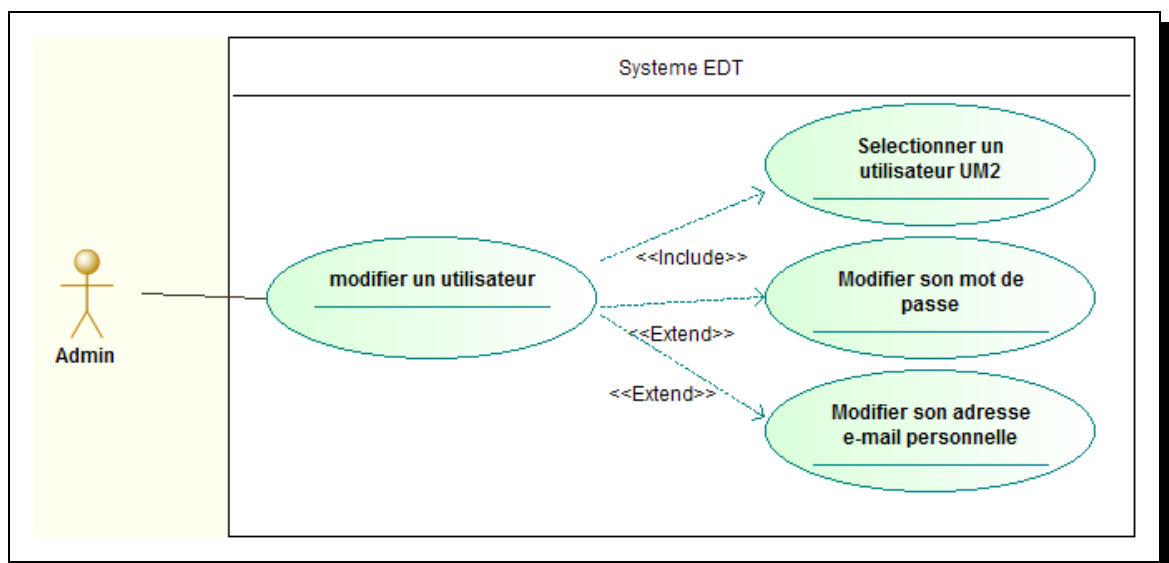 Systeme EDT
Selectionner un
utilisateur UM2
<<Include>>
modifier un utilisateur
Modifier son mot de
passe
<<Extend>>
Admin
<<Extend>>
Modifier son adresse
e-mail personnelle